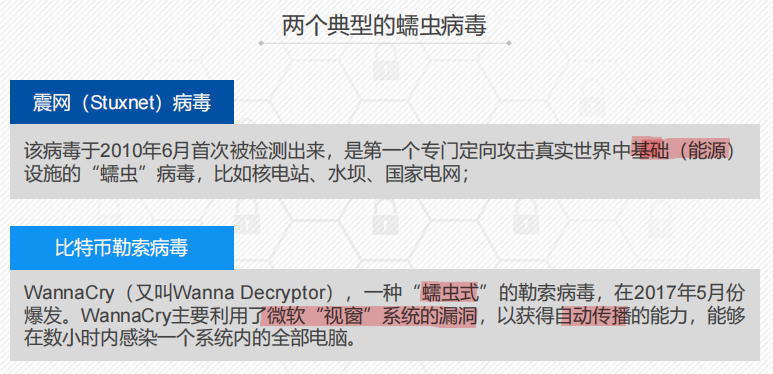 两个典型的蠕虫病毒
震网（Stuxnet）病毒
该病毒于2010年6月首次被检测出来，是第一个专门定向攻击真实世界中基础（能源）
设施的“蠕虫”病毒，比如核电站、水坝、国家电网；
比特币勒索病毒
WannaCry（又叫Wanna Decryptor），一种“蠕虫式”的勒索病毒，在2017年5月份
爆发。WannaCry主要利用了微软“视窗”系统的漏洞，以获得自动传播的能力，能够
在数小时内感染一个系统内的全部电脑。